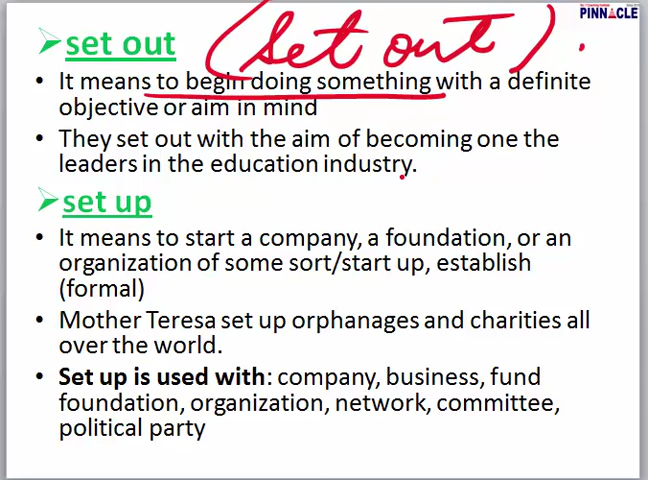 PINNACLE
set out (set out).
• It means to begin doing something with a definite
objective or aim in mind
• They set out with the aim of becoming one the
leaders in the education industry.
set up
• It means to start a company, a foundation, or an
organization of some sort/start up, establish
(formal)
• Mother Teresa set up orphanages and charities all
over the world.
• Set up is used with: company, business, fund
foundation, organization, network, committee,
political party